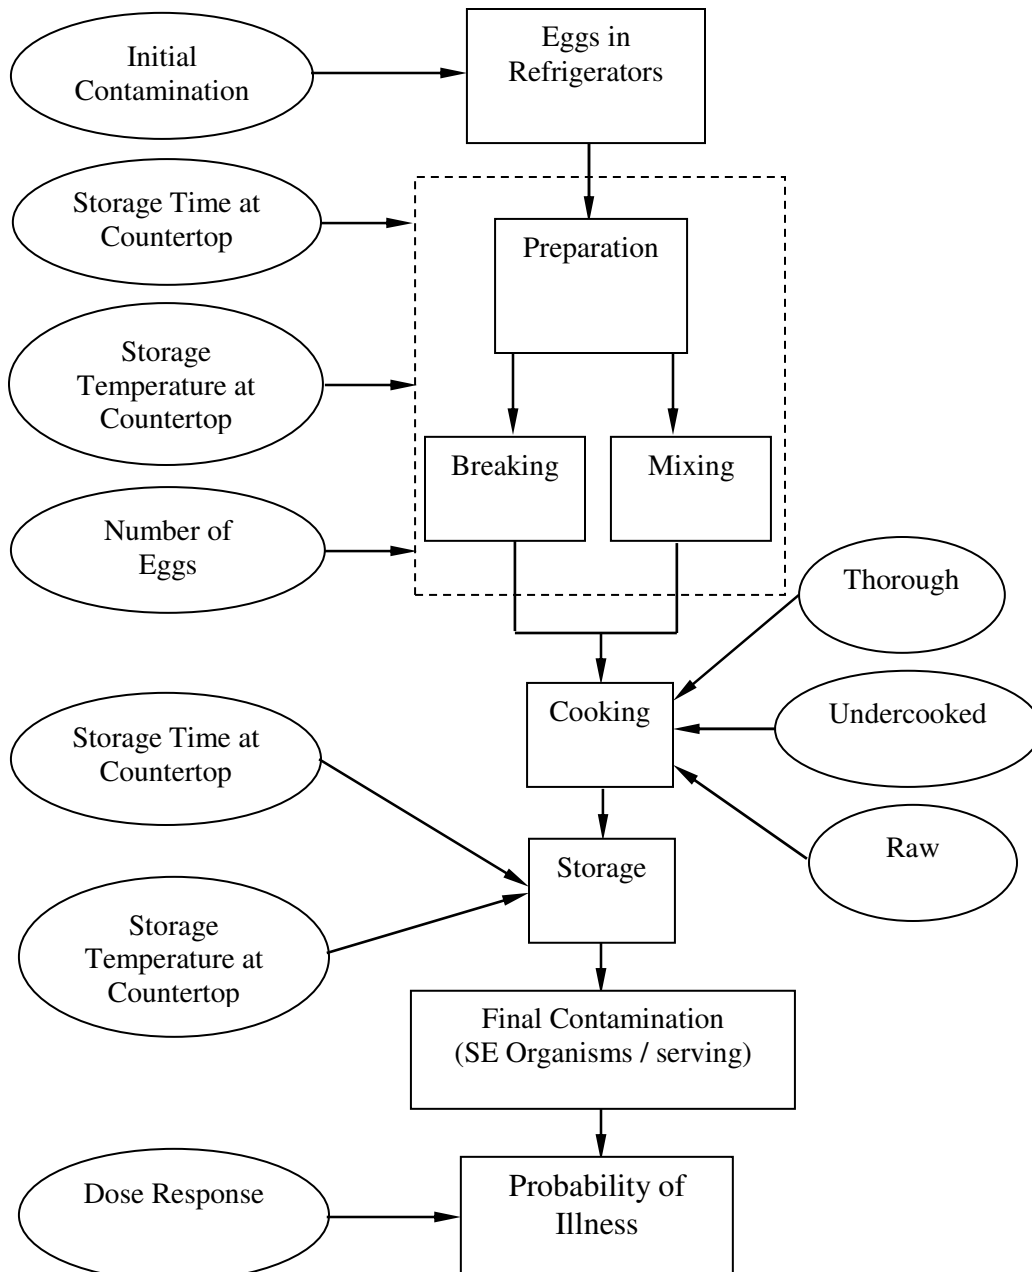 Initial
Contamination
Eggs in
Refrigerators
Storage Time at
Countertop
Preparation
Storage
Temperature at
Countertop
Breaking
Mixing
Number of
Eggs
Thorough
Cooking
Undercooked
Storage Time at
Countertop
Raw
Storage
Storage
Temperature at
Countertop
Final Contamination
(SE Organisms / serving)
Dose Response
Probability of
Illness